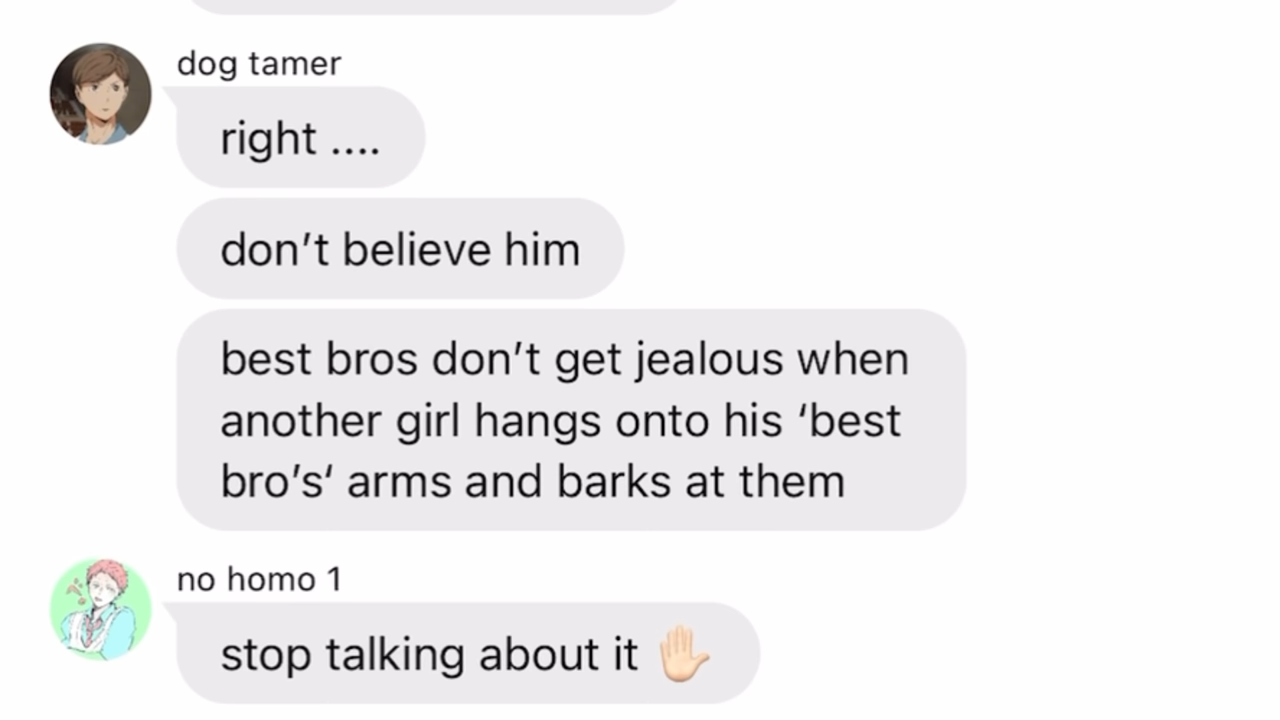 dog tamer
right ....
don’t believe him
best bros don’t get jealous when
another girl hangs onto his ‘best
bro’s‘ arms and barks at them
no homo 1
stop talking about it ✋🏻